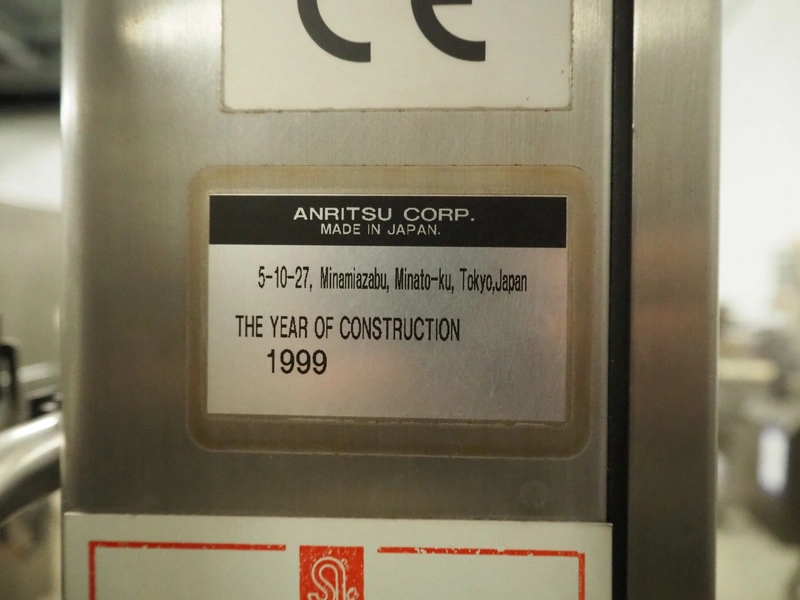 CE
ANRITSU CORP.
MADE IN JAPAN.
5-10-27, Minamiazabu, Minato-ku, Tokyo,Japan
THE YEAR OF CONSTRUCTION
1999